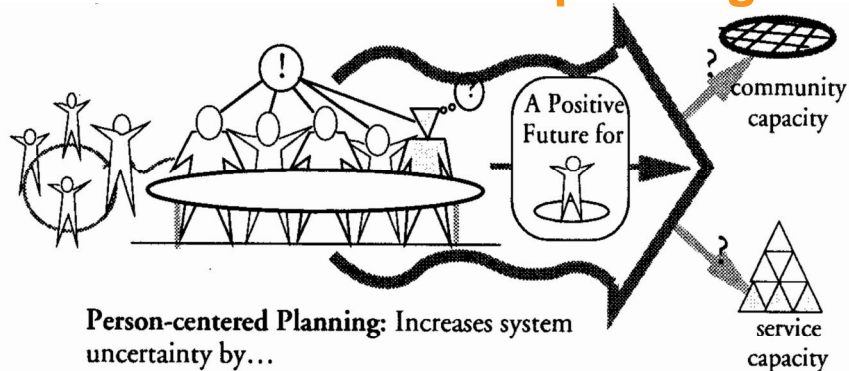 !
?
A Positive
Future for
?
community
capacity
?
service
capacity
Person-centered Planning: Increases system
uncertainty by…